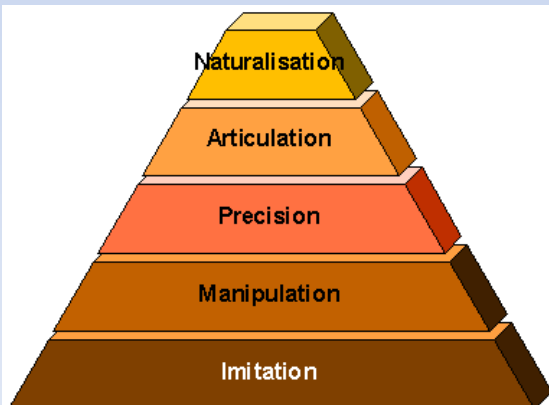 Naturalisation
Articulation
Precision
Manipulation
Imitation